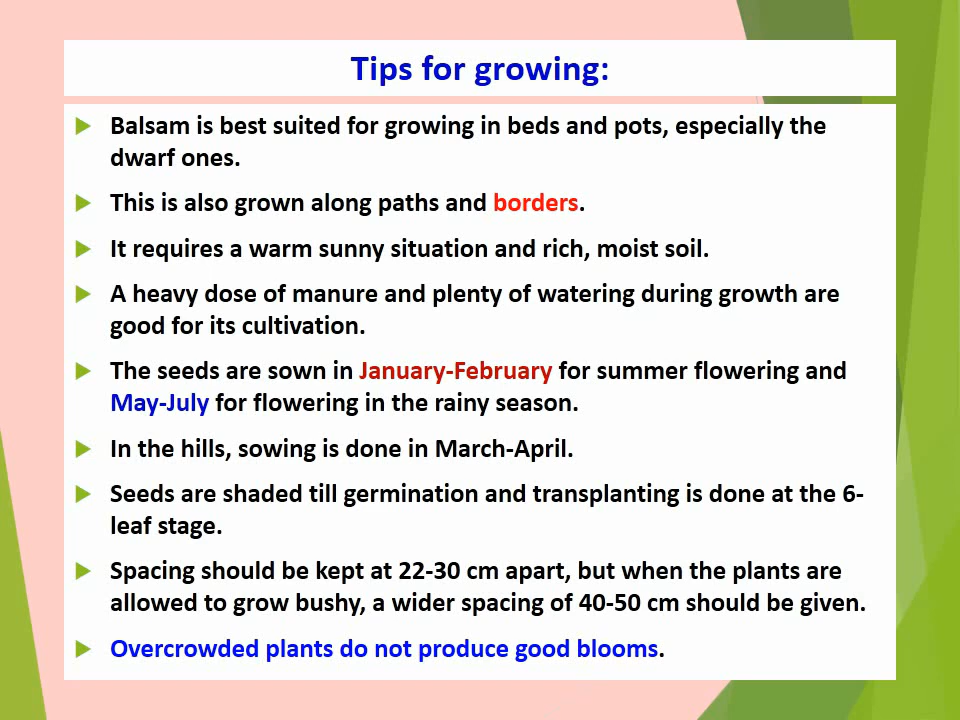 Tips for growing:
Balsam is best suited for growing in beds and pots, especially the
dwarf ones.
This is also grown along paths and borders.
It requires a warm sunny situation and rich, moist soil.
A heavy dose of manure and plenty of watering during growth are
good for its cultivation.
The seeds are sown in January-February for summer flowering and
May-July for flowering in the rainy season.
In the hills, sowing is done in March-April.
Seeds are shaded till germination and transplanting is done at the 6-
leaf stage.
Spacing should be kept at 22-30 cm apart, but when the plants are
allowed to grow bushy, a wider spacing of 40-50 cm should be given.
Overcrowded plants do not produce good blooms.